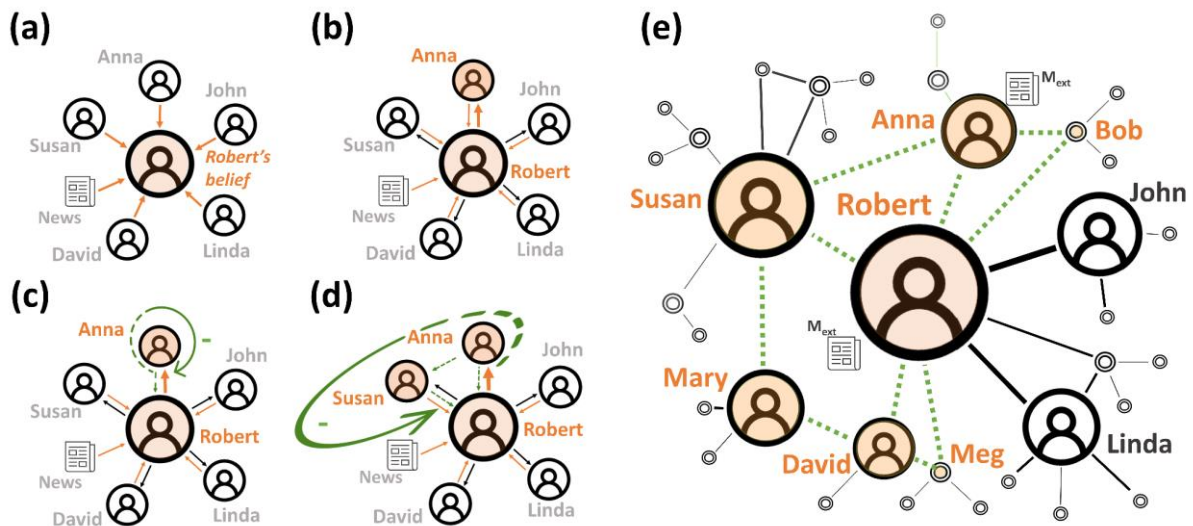 (a)
Anna
John
Susan
Robert's
belief
News
David
Linda
(b)
Anna
John
Susan
Robert
News
David
Linda
(c)
Anna
-
John
Susan
Robert
News
David
Linda
(d)
Anna
John
Susan
-
Robert
News
David
Linda
(e)
Mext
Anna
Bob
Susan
Robert
John
Mext
Mary
David
Meg
Linda